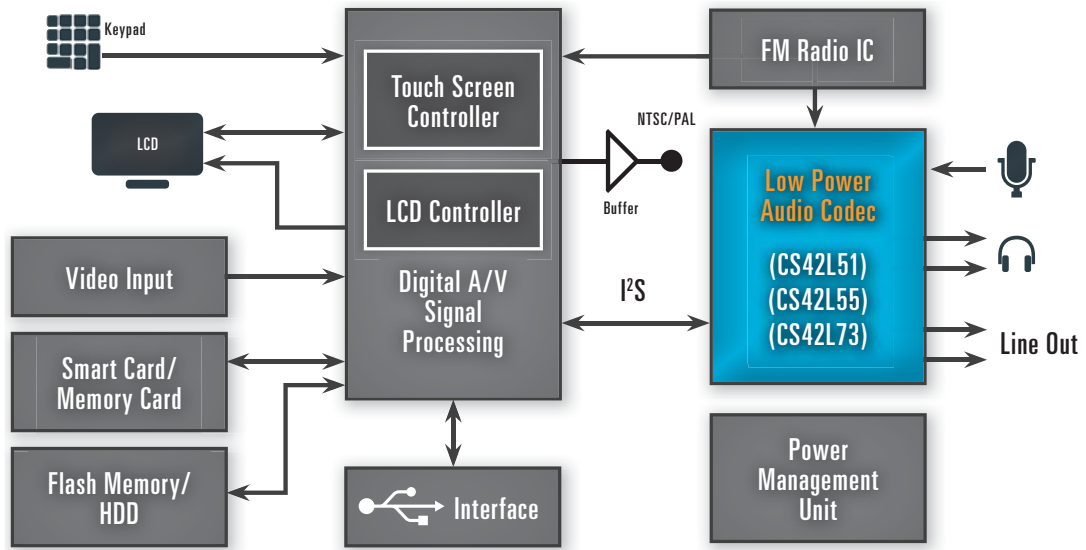 Keypad
LCD
Video Input
Smart Card/
Memory Card
Flash Memory/
HDD
Touch Screen
Controller
LCD Controller
Digital A/V
Signal
Processing
Interface
NTSC/PAL
Buffer
I²S
FM Radio IC
Low Power
Audio Codec
(CS42L51)
(CS42L55)
(CS42L73)
Line Out
Power
Management
Unit